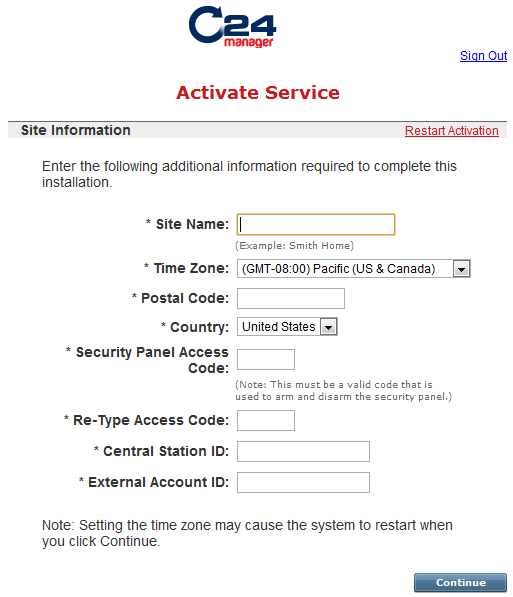 C24
manager
Sign Out
Activate Service
Site Information Restart Activation
Enter the following additional information required to complete this
installation.
* Site Name:
(Example: Smith Home)
* Time Zone: (GMT-08:00) Pacific (US & Canada)
* Postal Code:
* Country: United States
* Security Panel Access
Code:
(Note: This must be a valid code that is
used to arm and disarm the security panel.)
* Re-Type Access Code:
* Central Station ID:
* External Account ID:
Note: Setting the time zone may cause the system to restart when
you click Continue.
Continue